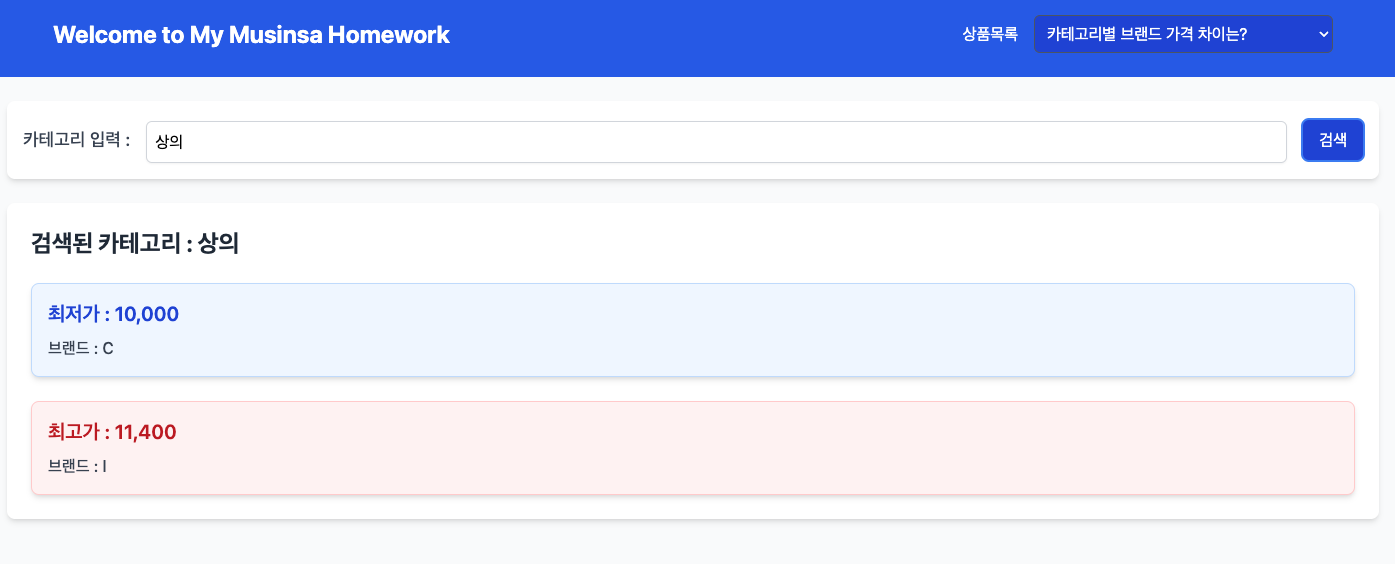 Welcome to My Musinsa Homework
상품목록
카테고리별 브랜드 가격 차이는?
카테고리 입력 :
상의
검색
검색된 카테고리 : 상의
최저가 : 10,000
브랜드 : C
최고가 : 11,400
브랜드 : I